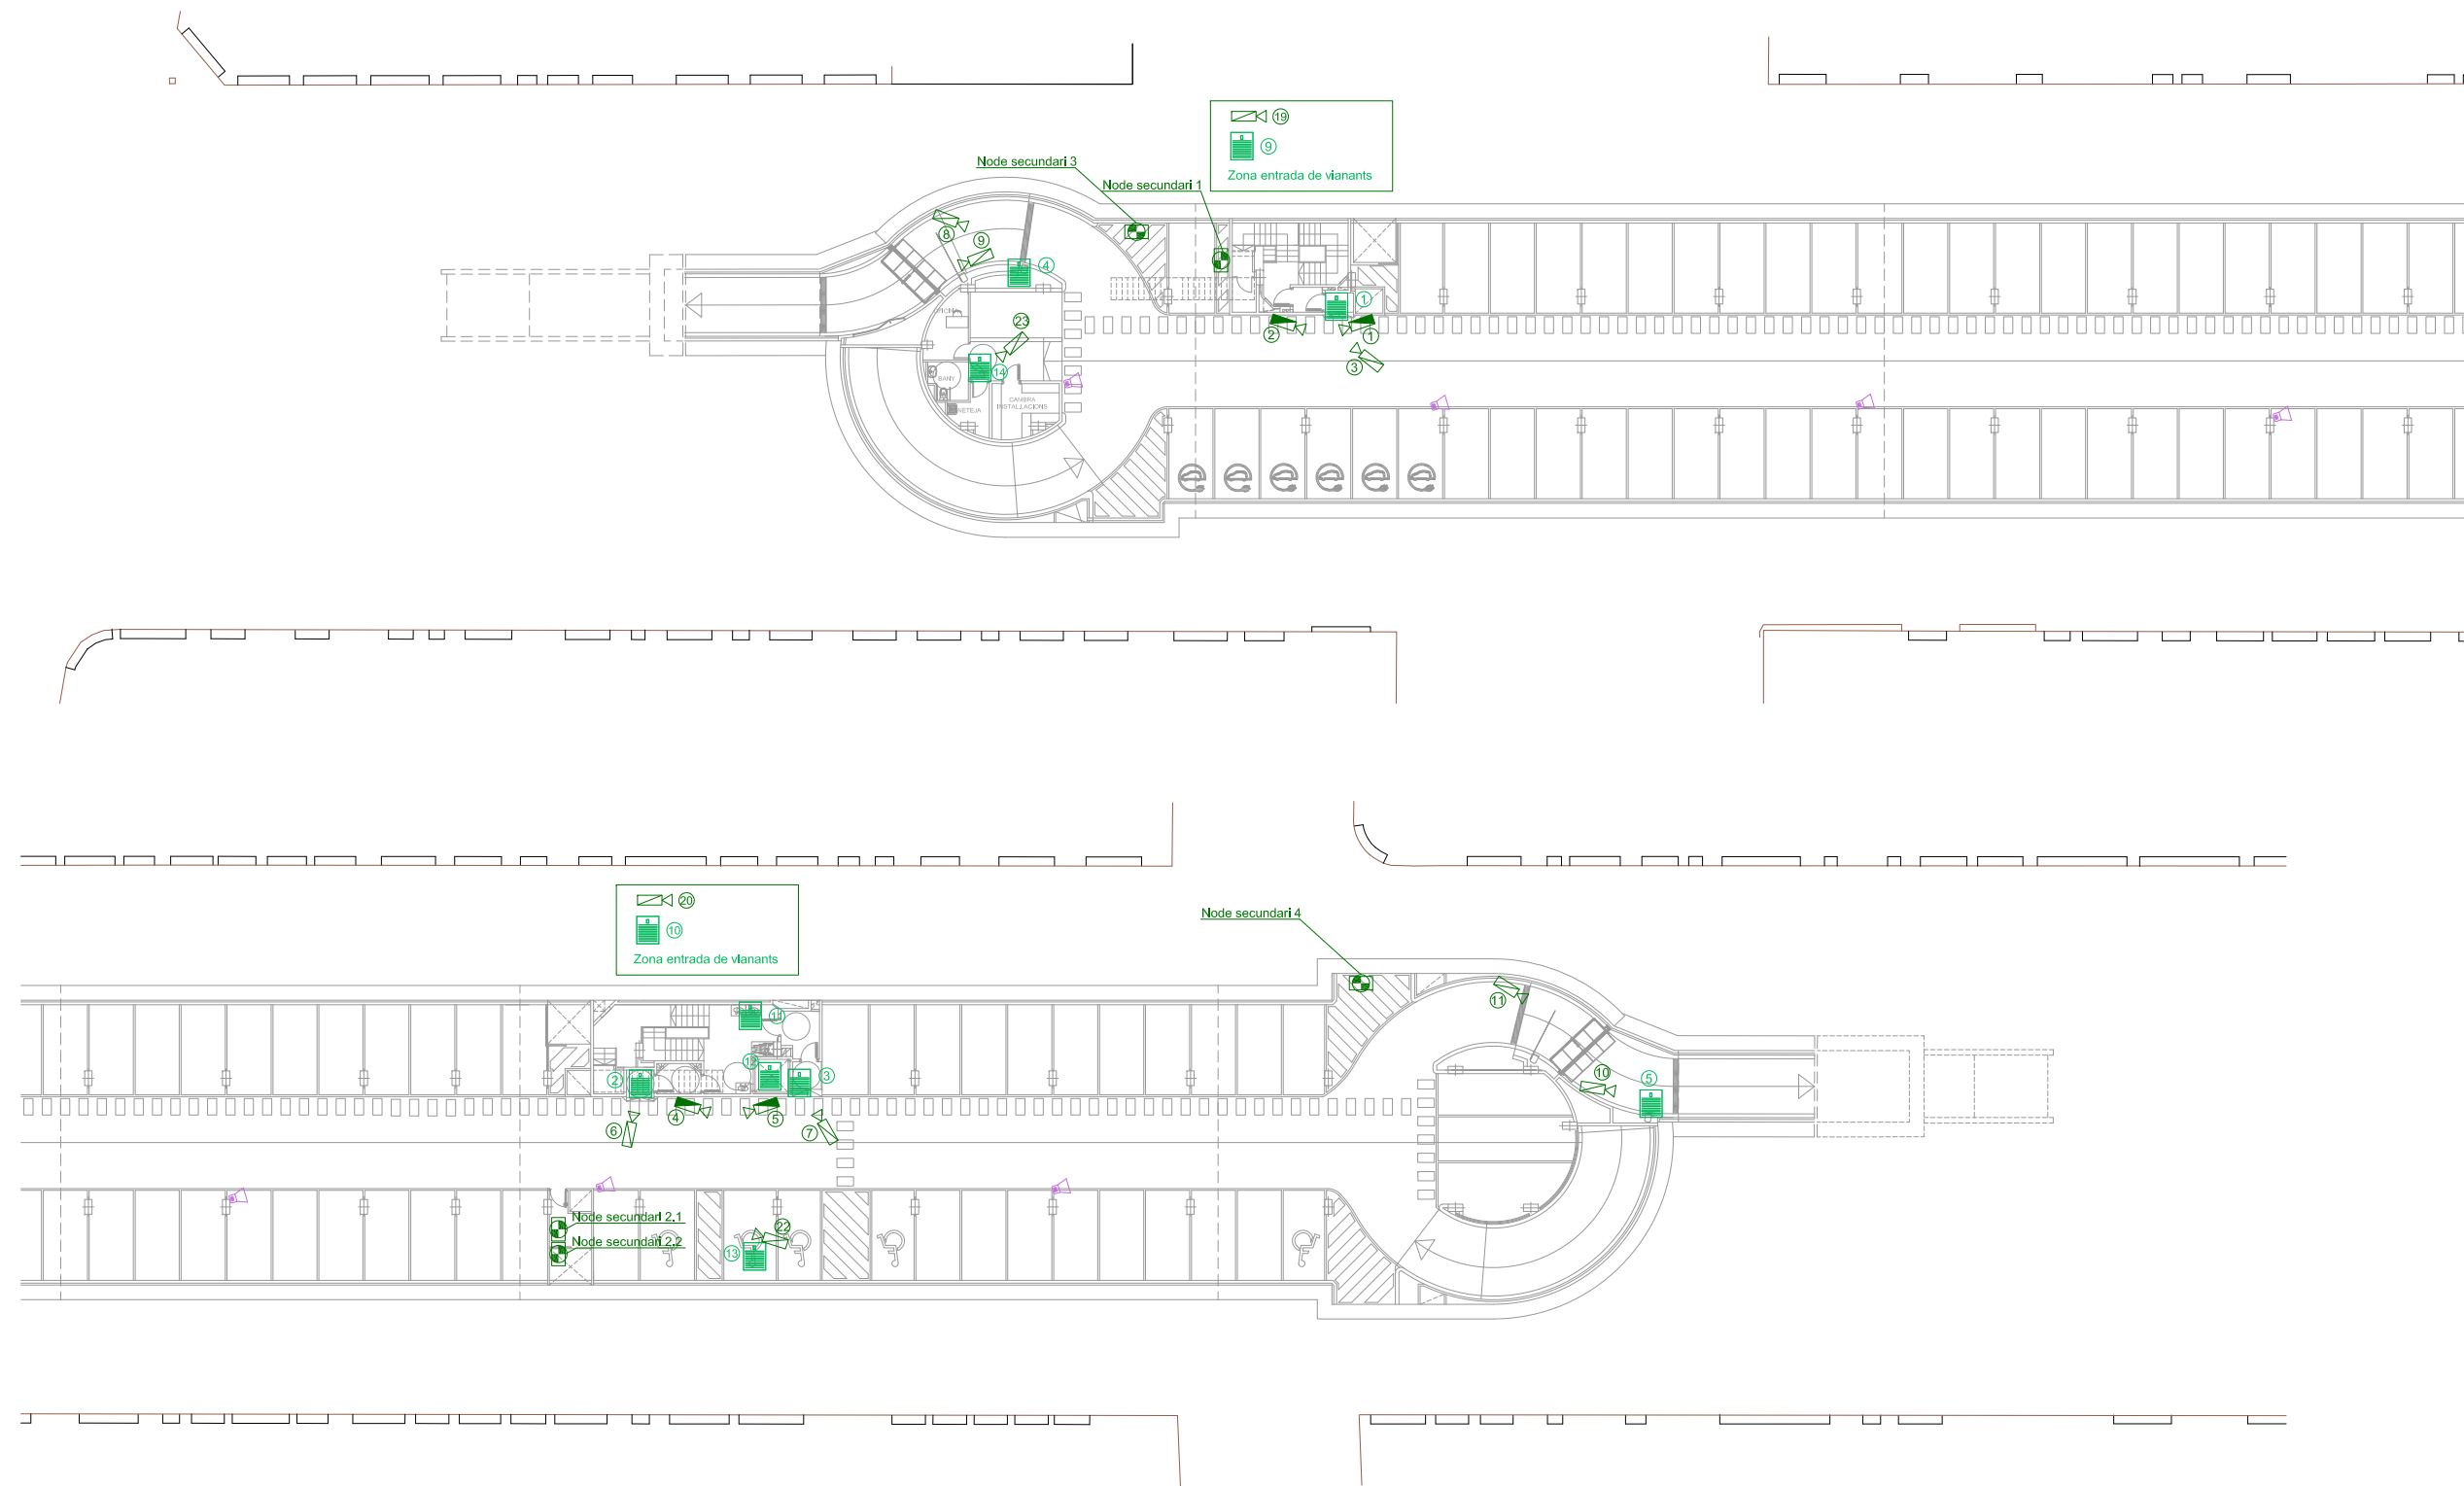 19
9
Zona entrada de vianants
Node secundari 3
Node secundari 1
8
9
4
OFICINA
23
14
BANY
NETEJA
CAMBRA
INSTAL.LACIONS
1
2
1
3
20
10
Zona entrada de vianants
Node secundari 4
11
11
12
2
3
10
5
4
5
6
7
Node secundari 2.1
22
Node secundari 2.2
13